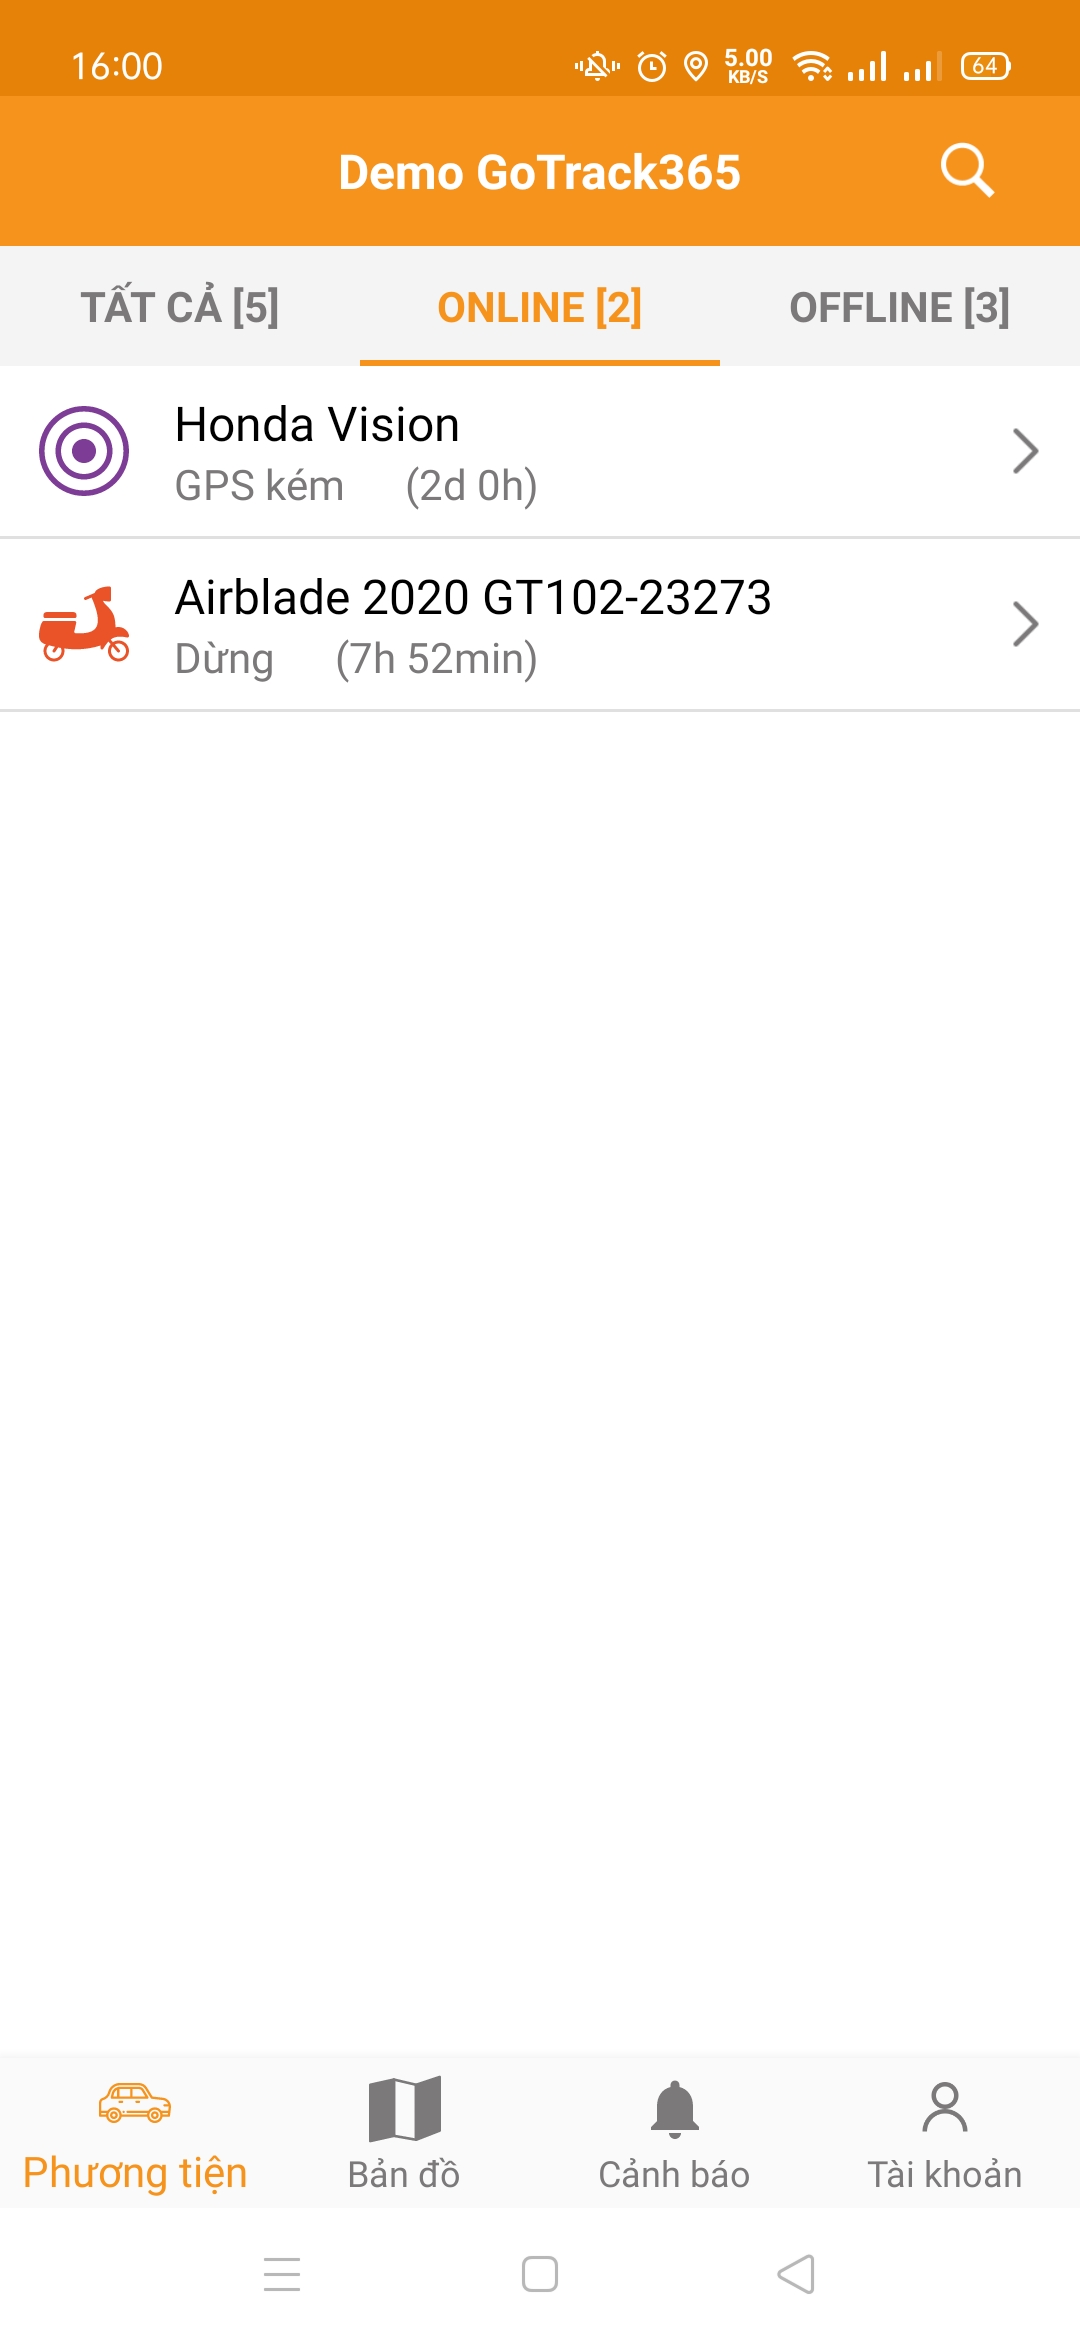 16:00
5.00
KB/S
64
Demo GoTrack365
TẤT CẢ [5]
ONLINE [2]
OFFLINE [3]
Honda Vision
GPS kém (2d 0h)
Airblade 2020 GT102-23273
Dừng (7h 52min)
Phương tiện
Bản đồ
Cảnh báo
Tài khoản